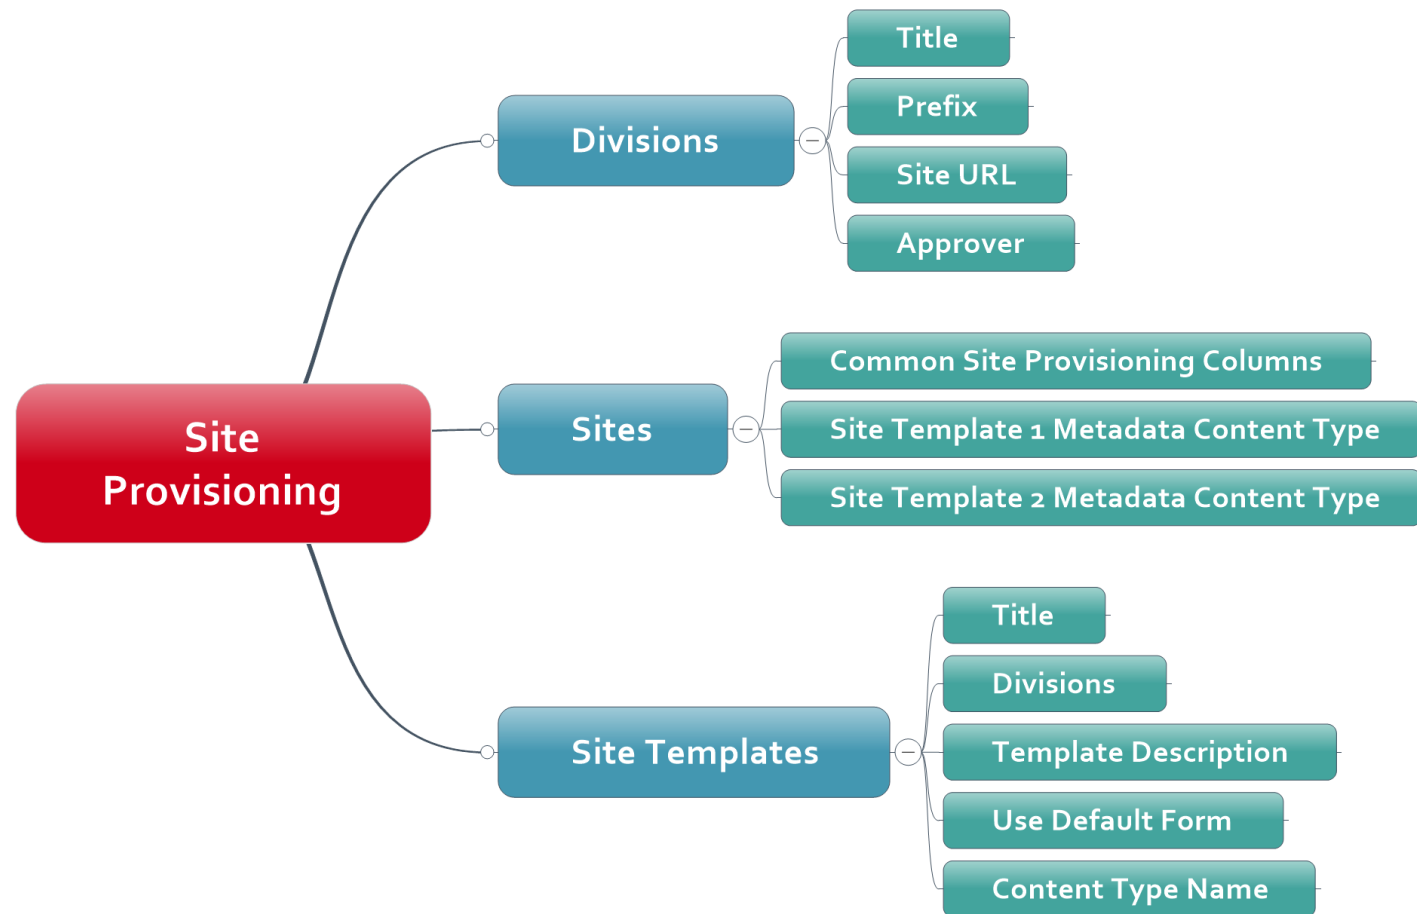 Site
Provisioning
Divisions
Title
Prefix
Site URL
Approver
Sites
Common Site Provisioning Columns
Site Template 1 Metadata Content Type
Site Template 2 Metadata Content Type
Site Templates
Title
Divisions
Template Description
Use Default Form
Content Type Name